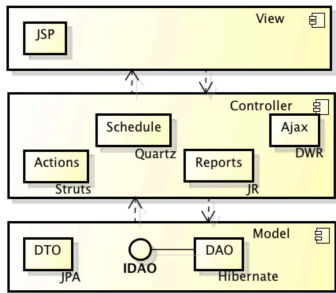 View
JSP
Controller
Schedule
Quartz
Ajax
DWR
Actions
Struts
Reports
JR
Model
DTO
JPA
IDAO
DAO
Hibernate